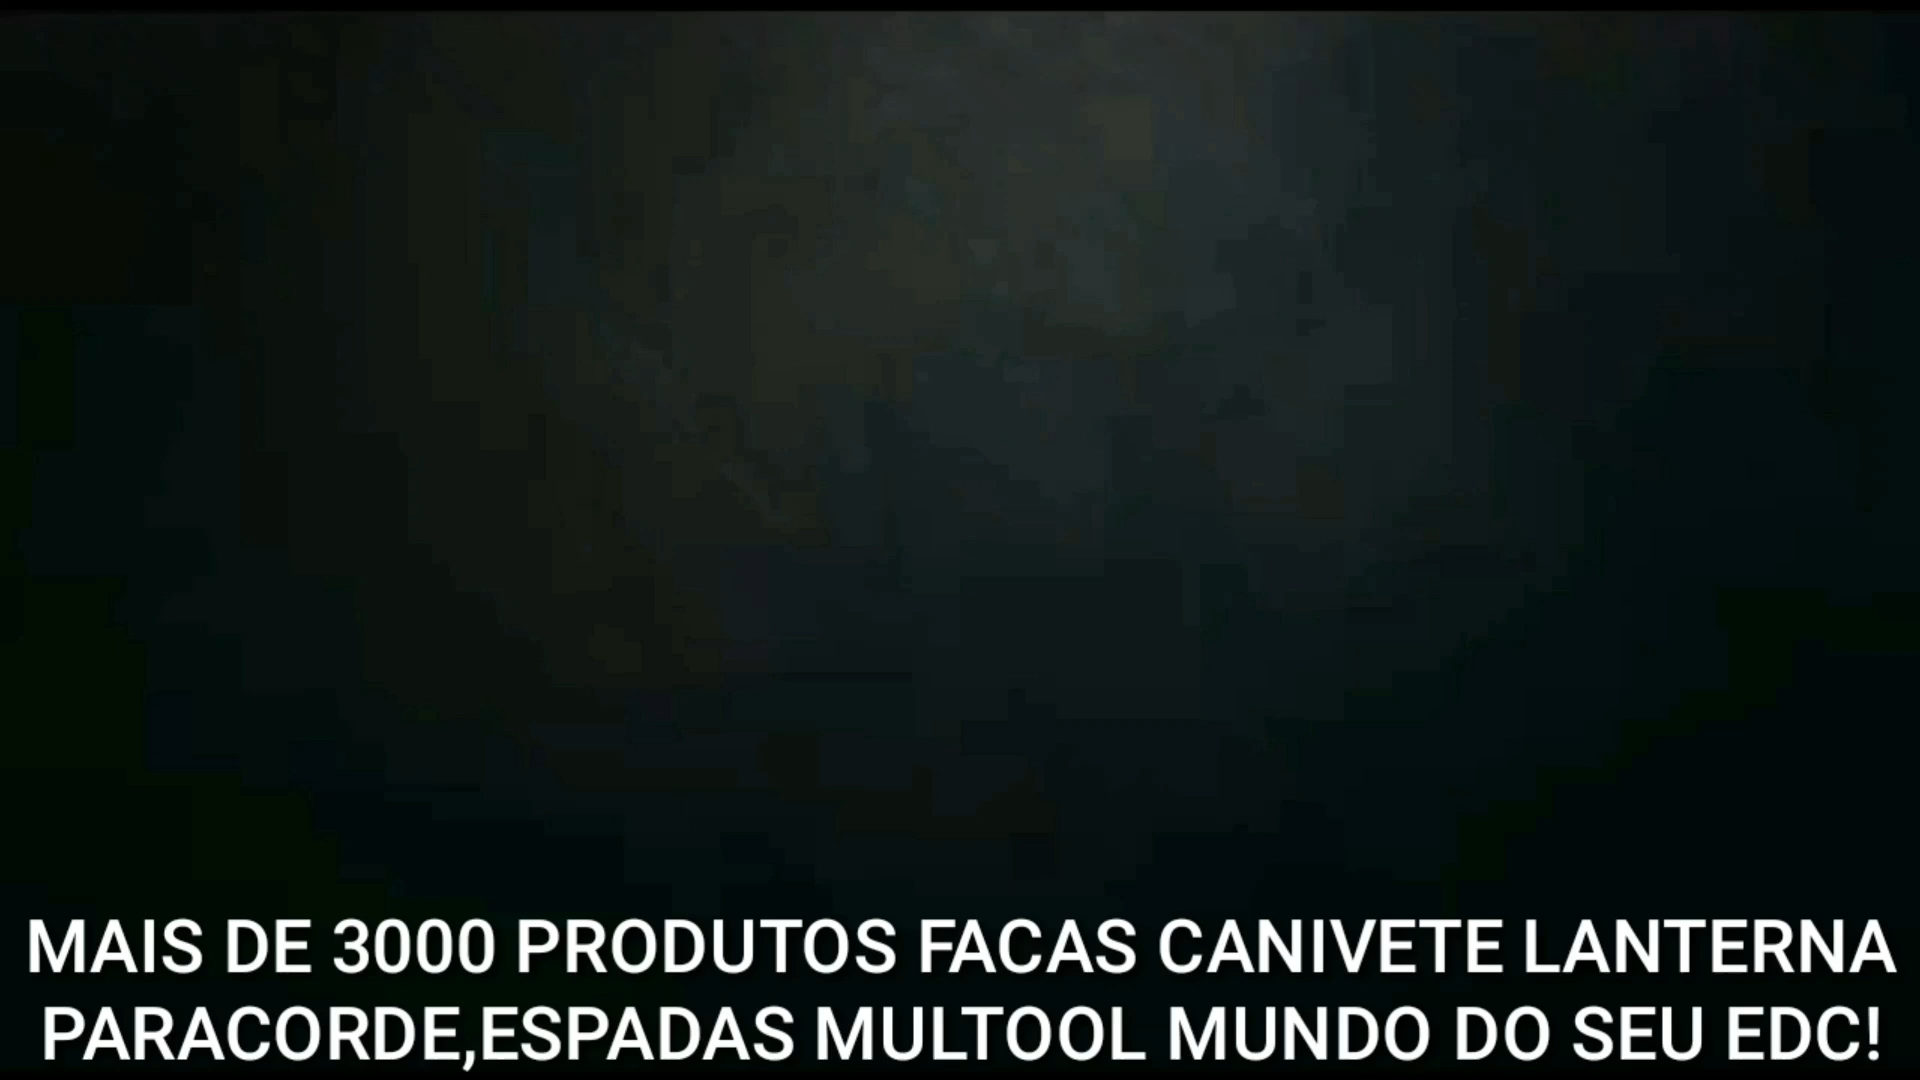 MAIS DE 3000 PRODUTOS FACAS CANIVETE LANTERNA
PARACORDE,ESPADAS MULTOOL MUNDO DO SEU EDC!